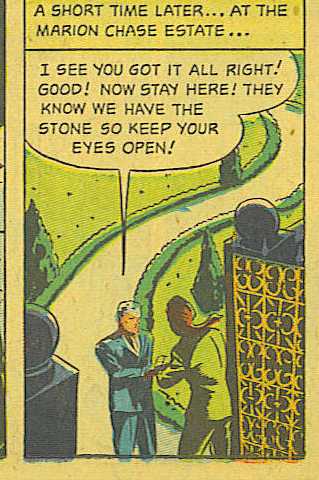 A SHORT TIME LATER... AT THE
MARION CHASE ESTATE...
I SEE YOU GOT IT ALL RIGHT!
GOOD! NOW STAY HERE! THEY
KNOW WE HAVE THE
STONE SO KEEP YOUR
EYES OPEN!